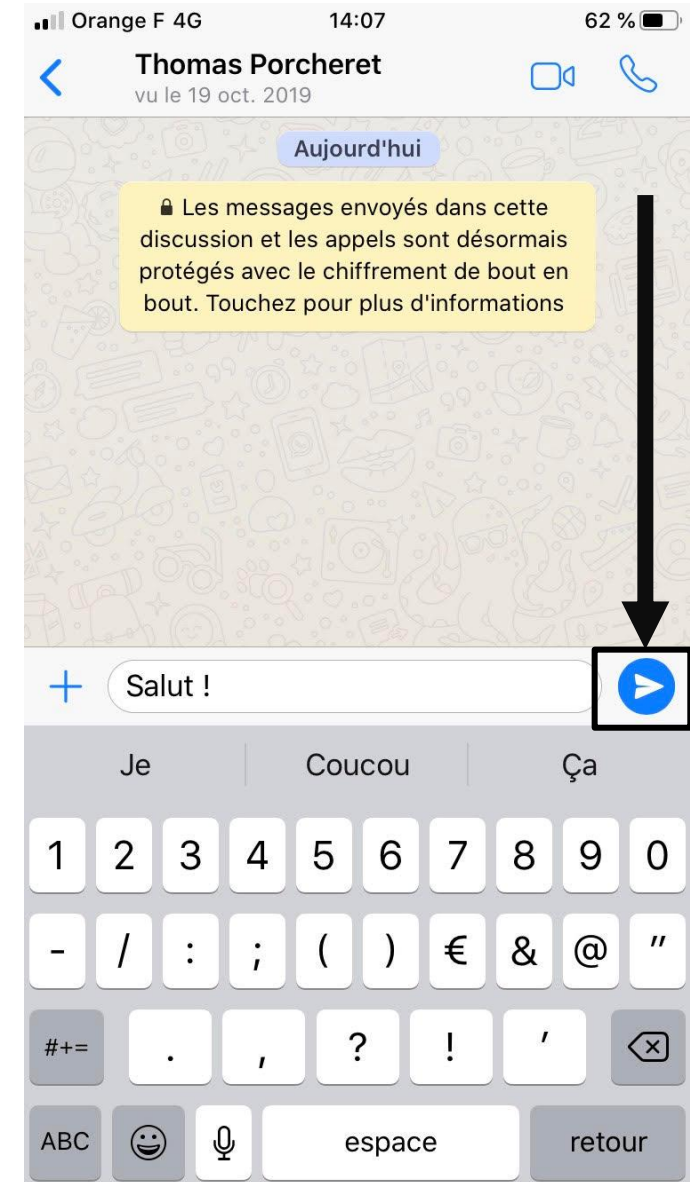 Orange F 4G 14:07 62 %
Thomas Porcheret
vu le 19 oct. 2019
Aujourd'hui
Les messages envoyés dans cette
discussion et les appels sont désormais
protégés avec le chiffrement de bout en
bout. Touchez pour plus d'informations
Salut !
Je Coucou Ça
1 2 3 4 5 6 7 8 9 0
- / : ; ( ) € & @ "
#+= . , ? ! '
ABC espace retour